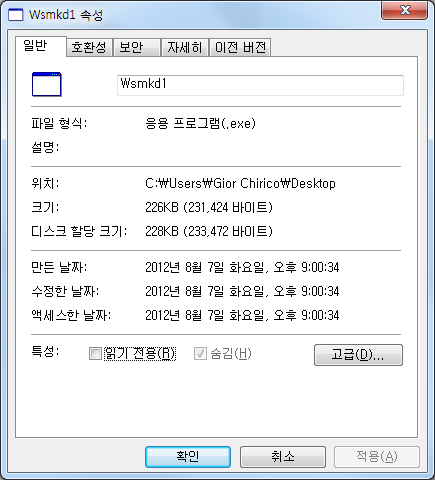 Wsmkd1 속성
일반 호환성 보안 자세히 이전 버전
Wsmkd1
파일 형식: 응용 프로그램(.exe)
설명:
위치: C:₩Users₩Gior Chirico₩Desktop
크기: 226KB (231,424 바이트)
디스크 할당 크기: 228KB (233,472 바이트)
만든 날짜: 2012년 8월 7일 화요일, 오후 9:00:34
수정한 날짜: 2012년 8월 7일 화요일, 오후 9:00:34
액세스한 날짜: 2012년 8월 7일 화요일, 오후 9:00:34
특성: 읽기 전용(R) 숨김(H) 고급(D)...
확인 취소 적용(A)